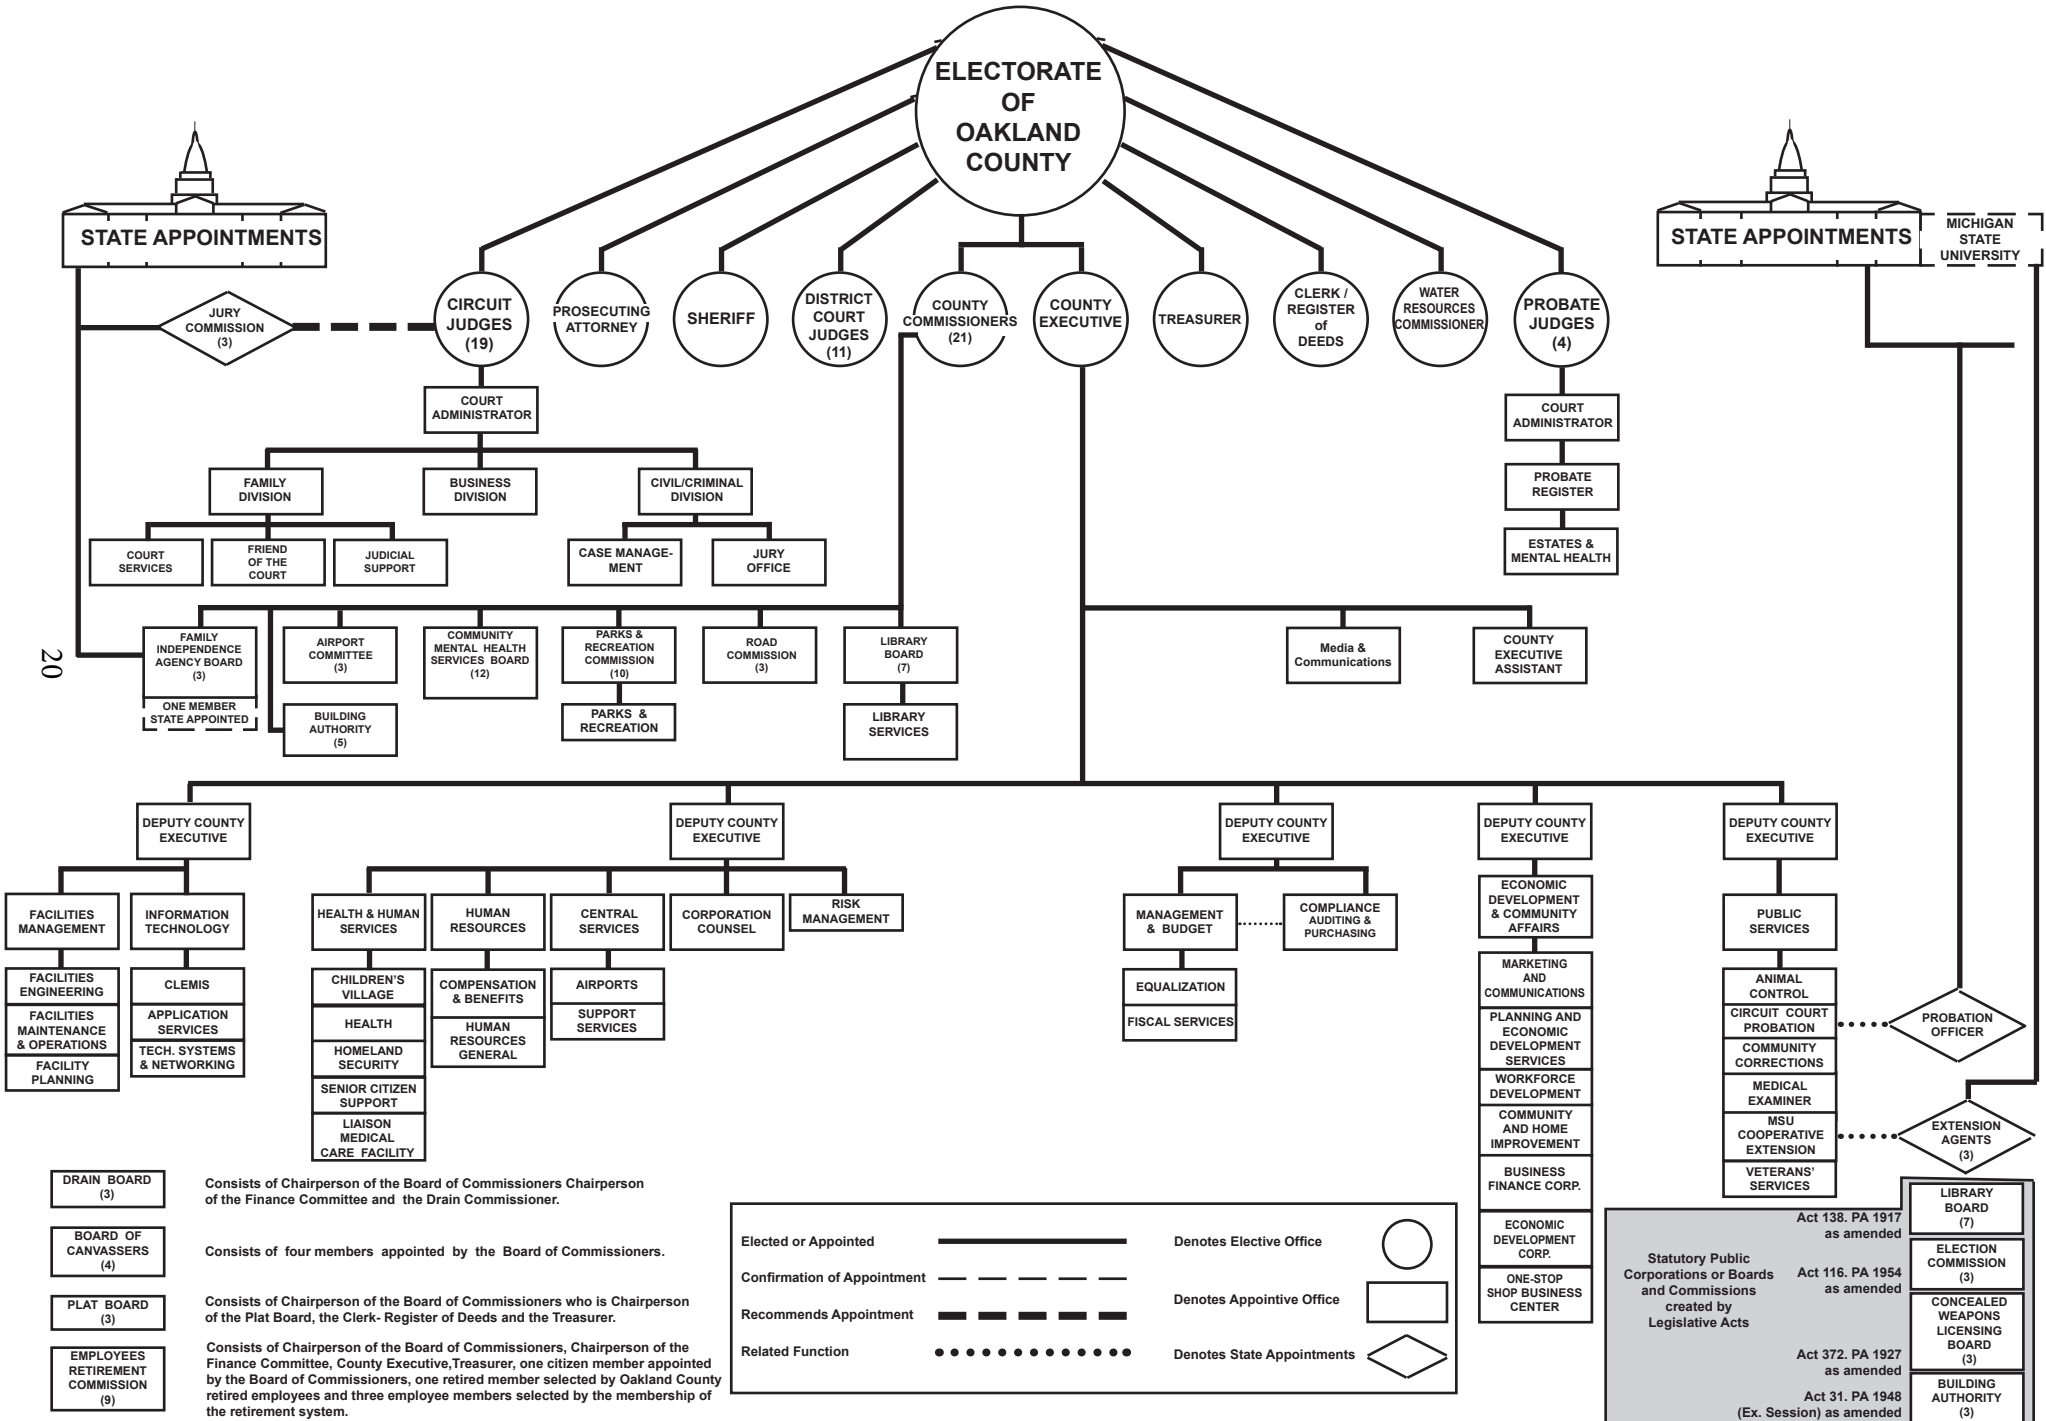 ELECTORATE
OF
OAKLAND
COUNTY
STATE APPOINTMENTS
STATE APPOINTMENTS
MICHIGAN
STATE
UNIVERSITY
JURY
COMMISSION
(3)
CIRCUIT
JUDGES
(19)
PROSECUTING
ATTORNEY
SHERIFF
DISTRICT
COURT
JUDGES
(11)
COUNTY
COMMISSIONERS
(21)
COUNTY
EXECUTIVE
TREASURER
CLERK /
REGISTER
of
DEEDS
WATER
RESOURCES
COMMISSIONER
PROBATE
JUDGES
(4)
COURT
ADMINISTRATOR
COURT
ADMINISTRATOR
FAMILY
DIVISION
BUSINESS
DIVISION
CIVIL/CRIMINAL
DIVISION
PROBATE
REGISTER
COURT
SERVICES
FRIEND
OF THE
COURT
JUDICIAL
SUPPORT
CASE MANAGE-
MENT
JURY
OFFICE
ESTATES &
MENTAL HEALTH
20
FAMILY
INDEPENDENCE
AGENCY BOARD
(3)
ONE MEMBER
STATE APPOINTED
AIRPORT
COMMITTEE
(3)
BUILDING
AUTHORITY
(5)
COMMUNITY
MENTAL HEALTH
SERVICES BOARD
(12)
PARKS &
RECREATION
COMMISSION
(10)
PARKS &
RECREATION
ROAD
COMMISSION
(3)
LIBRARY
BOARD
(7)
LIBRARY
SERVICES
Media &
Communications
COUNTY
EXECUTIVE
ASSISTANT
DEPUTY COUNTY
EXECUTIVE
DEPUTY COUNTY
EXECUTIVE
DEPUTY COUNTY
EXECUTIVE
DEPUTY COUNTY
EXECUTIVE
DEPUTY COUNTY
EXECUTIVE
FACILITIES
MANAGEMENT
FACILITIES
ENGINEERING
FACILITIES
MAINTENANCE
& OPERATIONS
FACILITY
PLANNING
INFORMATION
TECHNOLOGY
CLEMIS
APPLICATION
SERVICES
TECH. SYSTEMS
& NETWORKING
HEALTH & HUMAN
SERVICES
CHILDREN'S
VILLAGE
HEALTH
HOMELAND
SECURITY
SENIOR CITIZEN
SUPPORT
LIAISON
MEDICAL
CARE FACILITY
HUMAN
RESOURCES
COMPENSATION
& BENEFITS
HUMAN
RESOURCES
GENERAL
CENTRAL
SERVICES
AIRPORTS
SUPPORT
SERVICES
CORPORATION
COUNSEL
RISK
MANAGEMENT
MANAGEMENT
& BUDGET
EQUALIZATION
FISCAL SERVICES
COMPLIANCE
AUDITING &
PURCHASING
ECONOMIC
DEVELOPMENT
& COMMUNITY
AFFAIRS
MARKETING
AND
COMMUNICATIONS
PLANNING AND
ECONOMIC
DEVELOPMENT
SERVICES
WORKFORCE
DEVELOPMENT
COMMUNITY
AND HOME
IMPROVEMENT
BUSINESS
FINANCE CORP.
ECONOMIC
DEVELOPMENT
CORP.
ONE-STOP
SHOP BUSINESS
CENTER
PUBLIC
SERVICES
ANIMAL
CONTROL
CIRCUIT COURT
PROBATION
COMMUNITY
CORRECTIONS
MEDICAL
EXAMINER
MSU
COOPERATIVE
EXTENSION
VETERANS'
SERVICES
PROBATION
OFFICER
EXTENSION
AGENTS
(3)
DRAIN BOARD
(3)
Consists of Chairperson of the Board of Commissioners Chairperson
of the Finance Committee and the Drain Commissioner.
BOARD OF
CANVASSERS
(4)
Consists of four members appointed by the Board of Commissioners.
PLAT BOARD
(3)
Consists of Chairperson of the Board of Commissioners who is Chairperson
of the Plat Board, the Clerk- Register of Deeds and the Treasurer.
EMPLOYEES
RETIREMENT
COMMISSION
(9)
Consists of Chairperson of the Board of Commissioners, Chairperson of the
Finance Committee, County Executive,Treasurer, one citizen member appointed
by the Board of Commissioners, one retired member selected by Oakland County
retired employees and three employee members selected by the membership of
the retirement system.
Elected or Appointed
Confirmation of Appointment
Recommends Appointment
Related Function
Denotes Elective Office
Denotes Appointive Office
Denotes State Appointments
Statutory Public
Corporations or Boards
and Commissions
created by
Legislative Acts
Act 138. PA 1917
as amended
LIBRARY
BOARD
(7)
Act 116. PA 1954
as amended
ELECTION
COMMISSION
(3)
Act 372. PA 1927
as amended
CONCEALED
WEAPONS
LICENSING
BOARD
(3)
Act 31. PA 1948
(Ex. Session) as amended
BUILDING
AUTHORITY
(3)